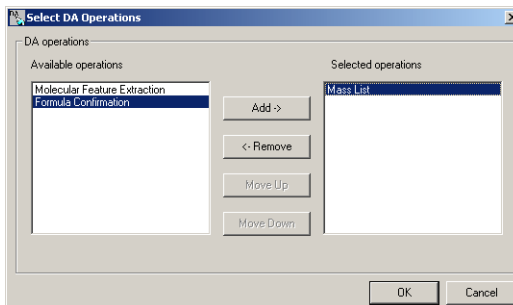 Select DA Operations
DA operations
Available operations
Selected operations
Molecular Feature Extraction
Formula Confirmation
Mass List
Add ->
<- Remove
Move Up
Move Down
OK
Cancel